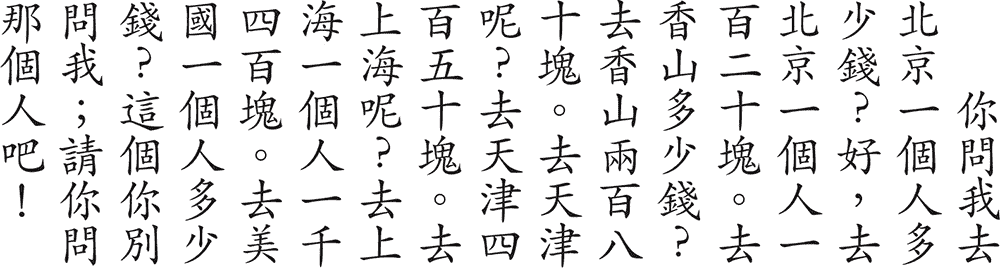 你問我去
北京一個人多
少錢？好，去
北京一個人一
百二十塊。去
香山多少錢？
去香山兩百八
十塊。去天津
呢？去天津四
百五十塊。去
上海呢？去上
海一個人一千
四百塊。去美
國一個人多少
錢？這個你別
問我；請你問
那個人吧！